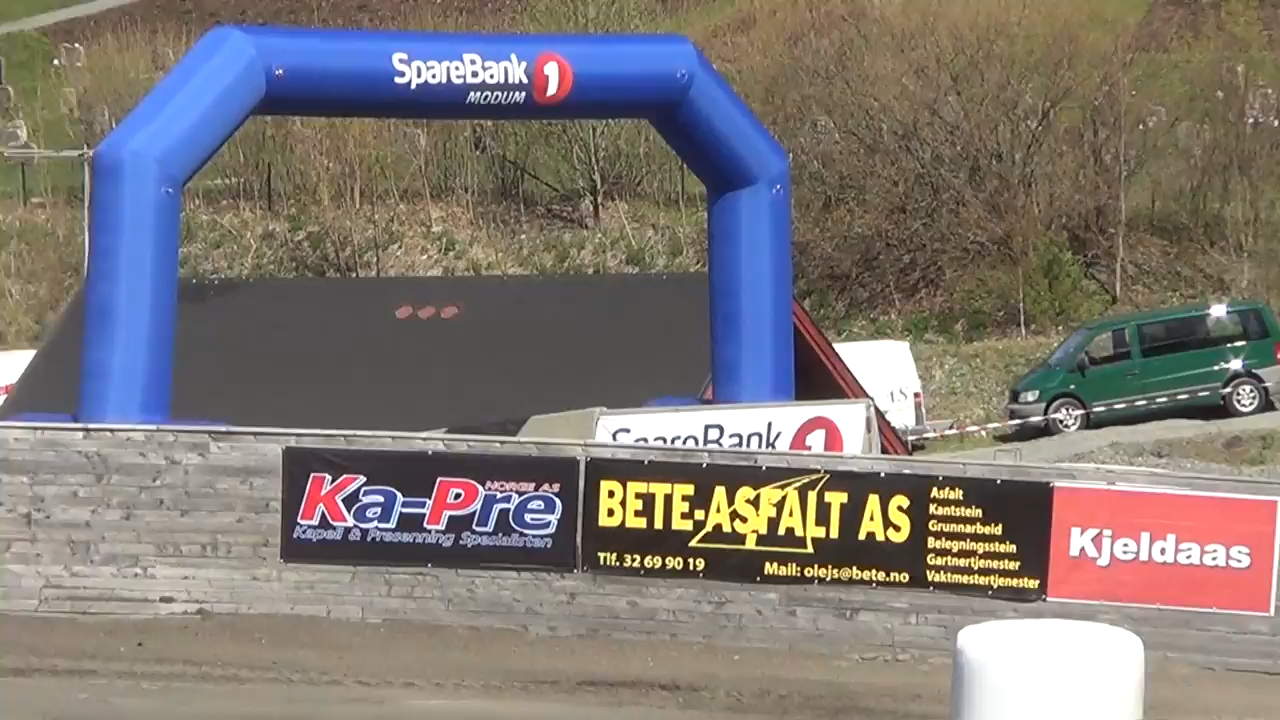 SpareBank 1
MODUM
SpareBank 1
Ka-Pre
NORGE AS
Kapell & Presenning Spesialisten
BETE-ASFALT AS
Tlf. 32 69 90 19
Mail: olejs@bete.no
Asfalt
Kantstein
Grunnarbeid
Belegningsstein
Gartnertjenester
Vaktmestertjenester
Kjeldaas